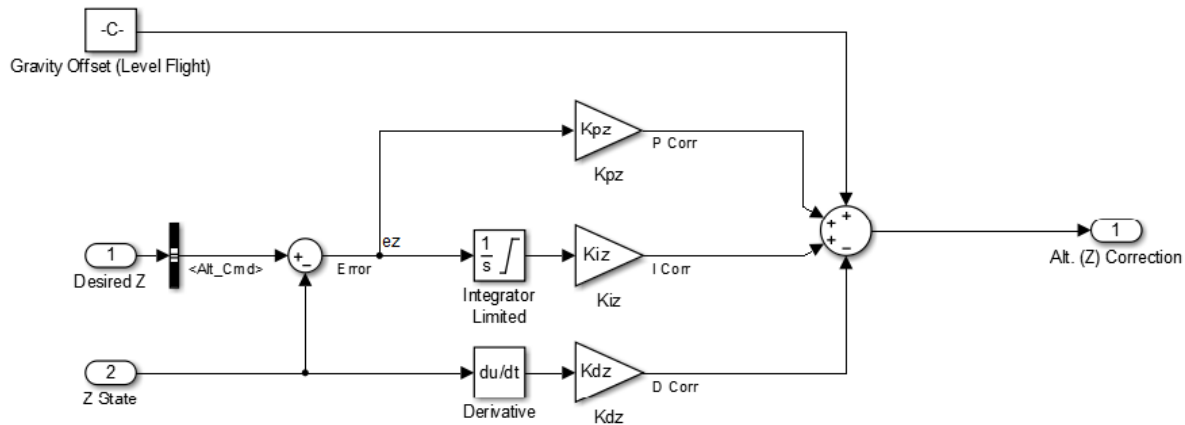 -C-
Gravity Offset (Level Flight)
Kpz
P Corr
Kpz
ez
1
Desired Z
<Alt_Cmd>
+
−
Error
1
s
Integrator
Limited
Kiz
I Corr
Kiz
+
+
+
−
1
Alt. (Z) Correction
2
Z State
du/dt
Derivative
Kdz
D Corr
Kdz